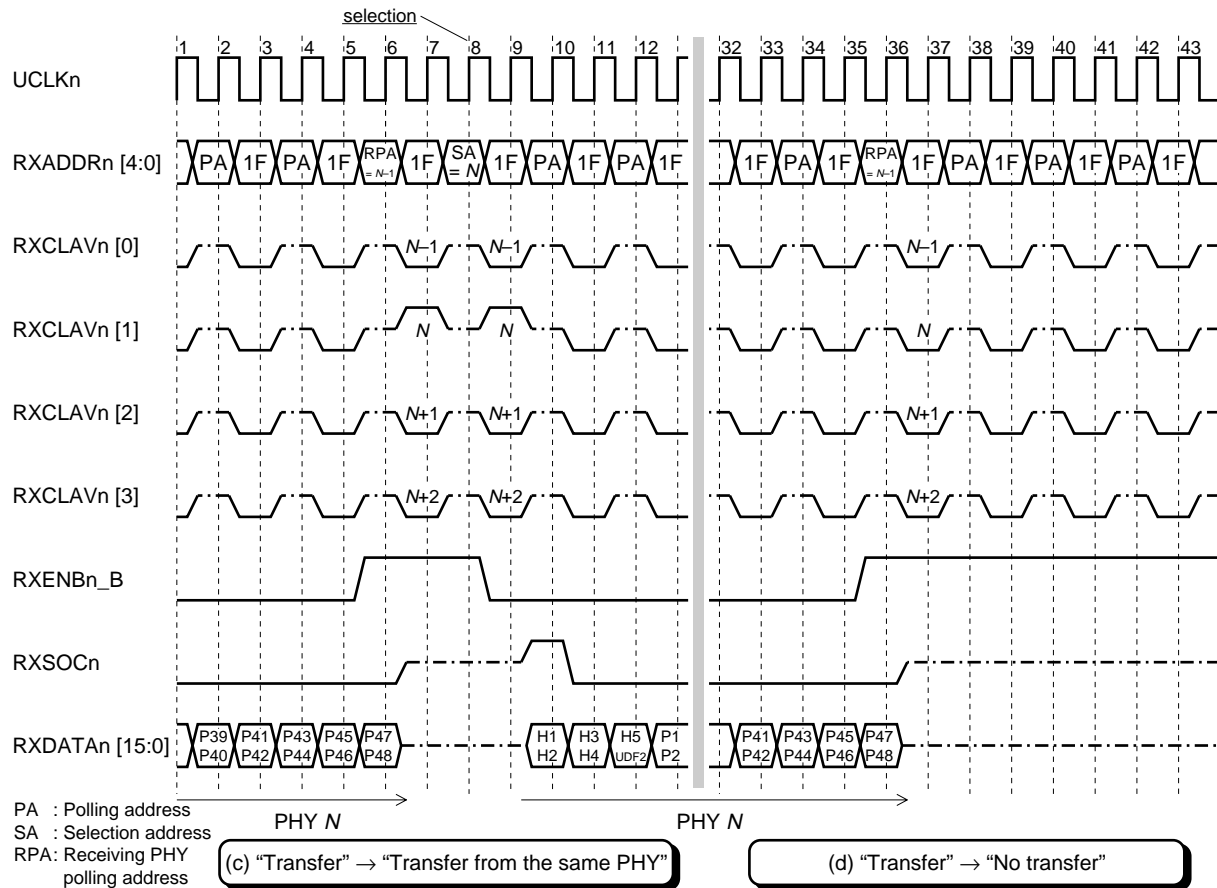 selection
1 2 3 4 5 6 7 8 9 10 11 12 32 33 34 35 36 37 38 39 40 41 42 43
UCLKn
RXADDRn [4:0] PA 1F PA 1F RPA = N–1 1F SA = N 1F PA 1F PA 1F 1F PA 1F RPA = N–1 1F PA 1F PA 1F PA 1F
RXCLAVn [0] N–1 N–1 N–1
RXCLAVn [1] N N N
RXCLAVn [2] N+1 N+1 N+1
RXCLAVn [3] N+2 N+2 N+2
RXENBn_B
RXSOCn
RXDATAn [15:0]
P39 P41 P43 P45 P47 H1 H3 H5 P1 P41 P43 P45 P47
P40 P42 P44 P46 P48 H2 H4 UDF2 P2 P42 P44 P46 P48
PHY N PHY N
PA : Polling address
SA : Selection address
RPA: Receiving PHY
polling address
(c) “Transfer” → “Transfer from the same PHY”
(d) “Transfer” → “No transfer”